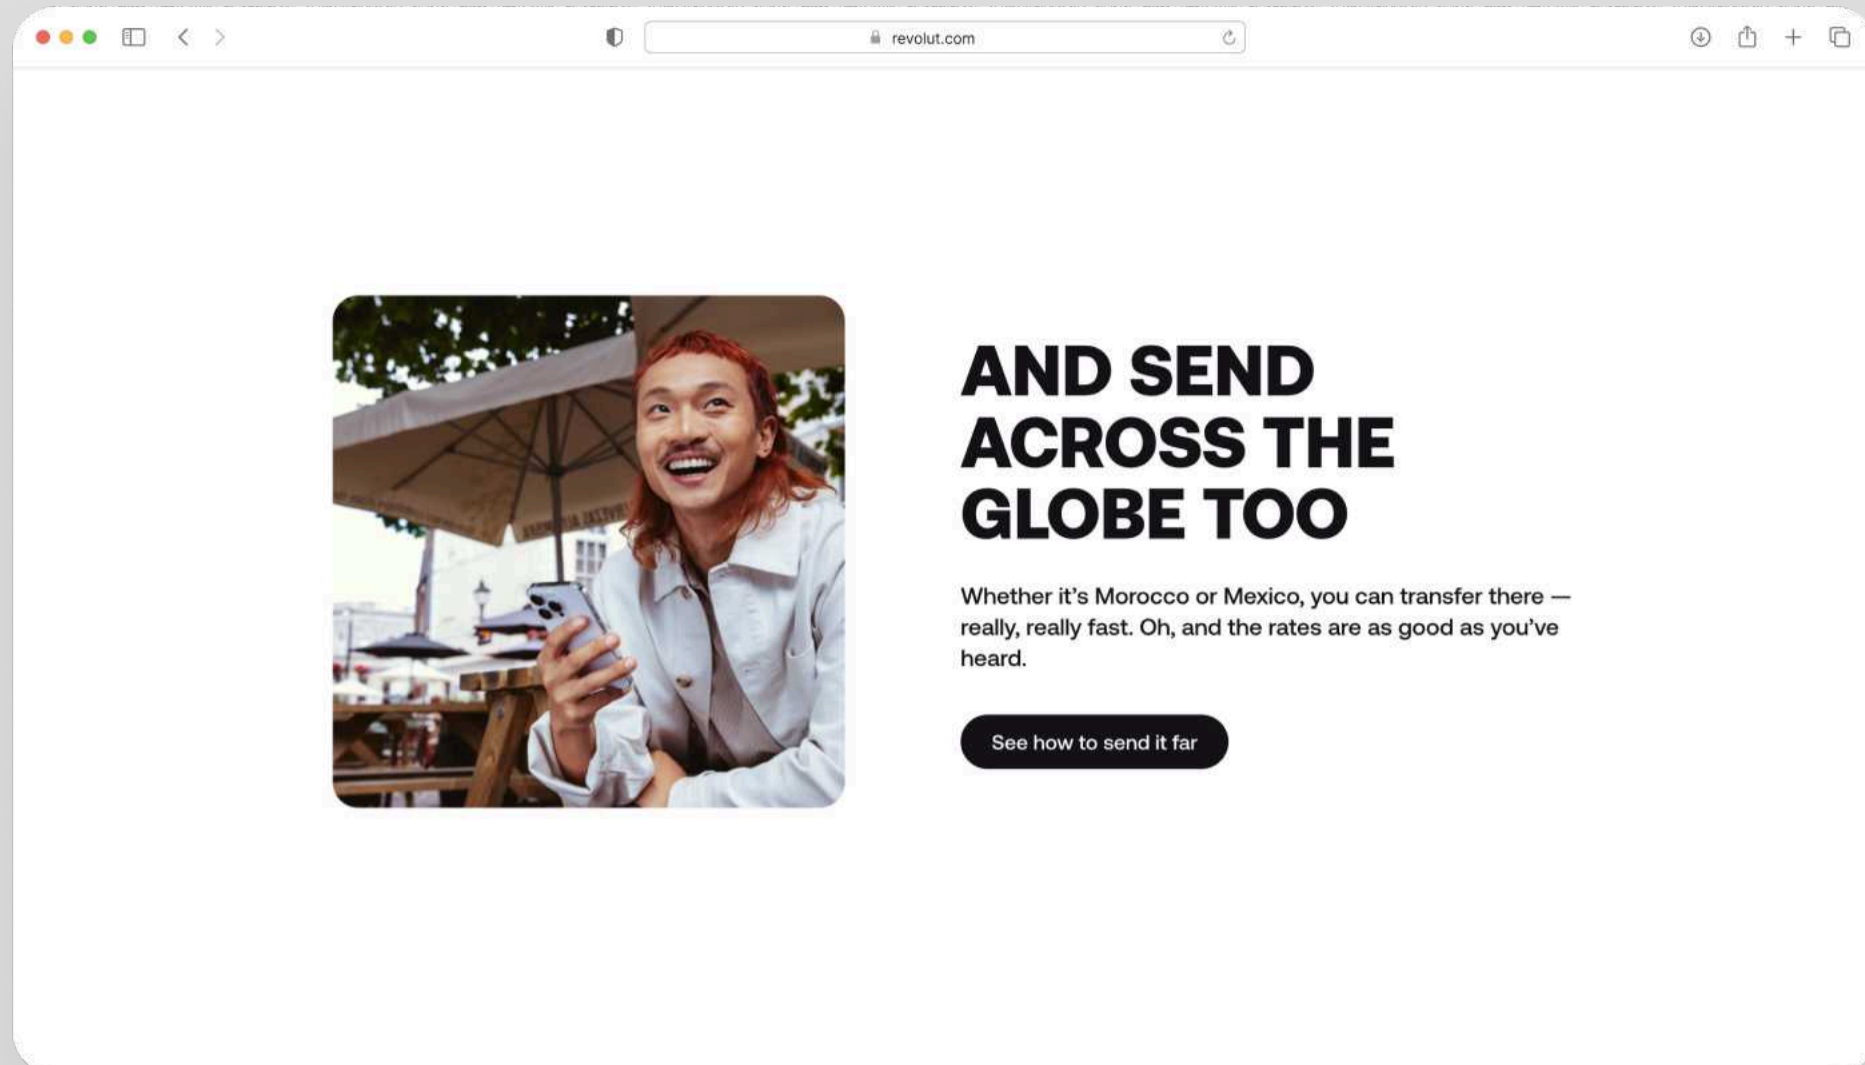 revolut.com
AND SEND
ACROSS THE
GLOBE TOO
Whether it’s Morocco or Mexico, you can transfer there —
really, really fast. Oh, and the rates are as good as you’ve
heard.
See how to send it far